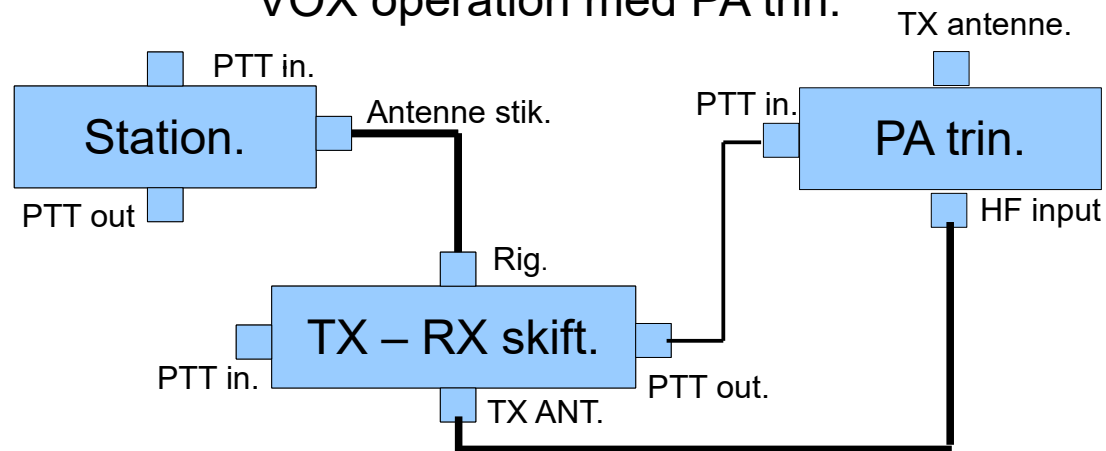 VOX operation med PA trin.
TX antenne.
PTT in.
Antenne stik.
PTT in.
Station.
PA trin.
PTT out
HF input
Rig.
TX – RX skift.
PTT in.
PTT out.
TX ANT.